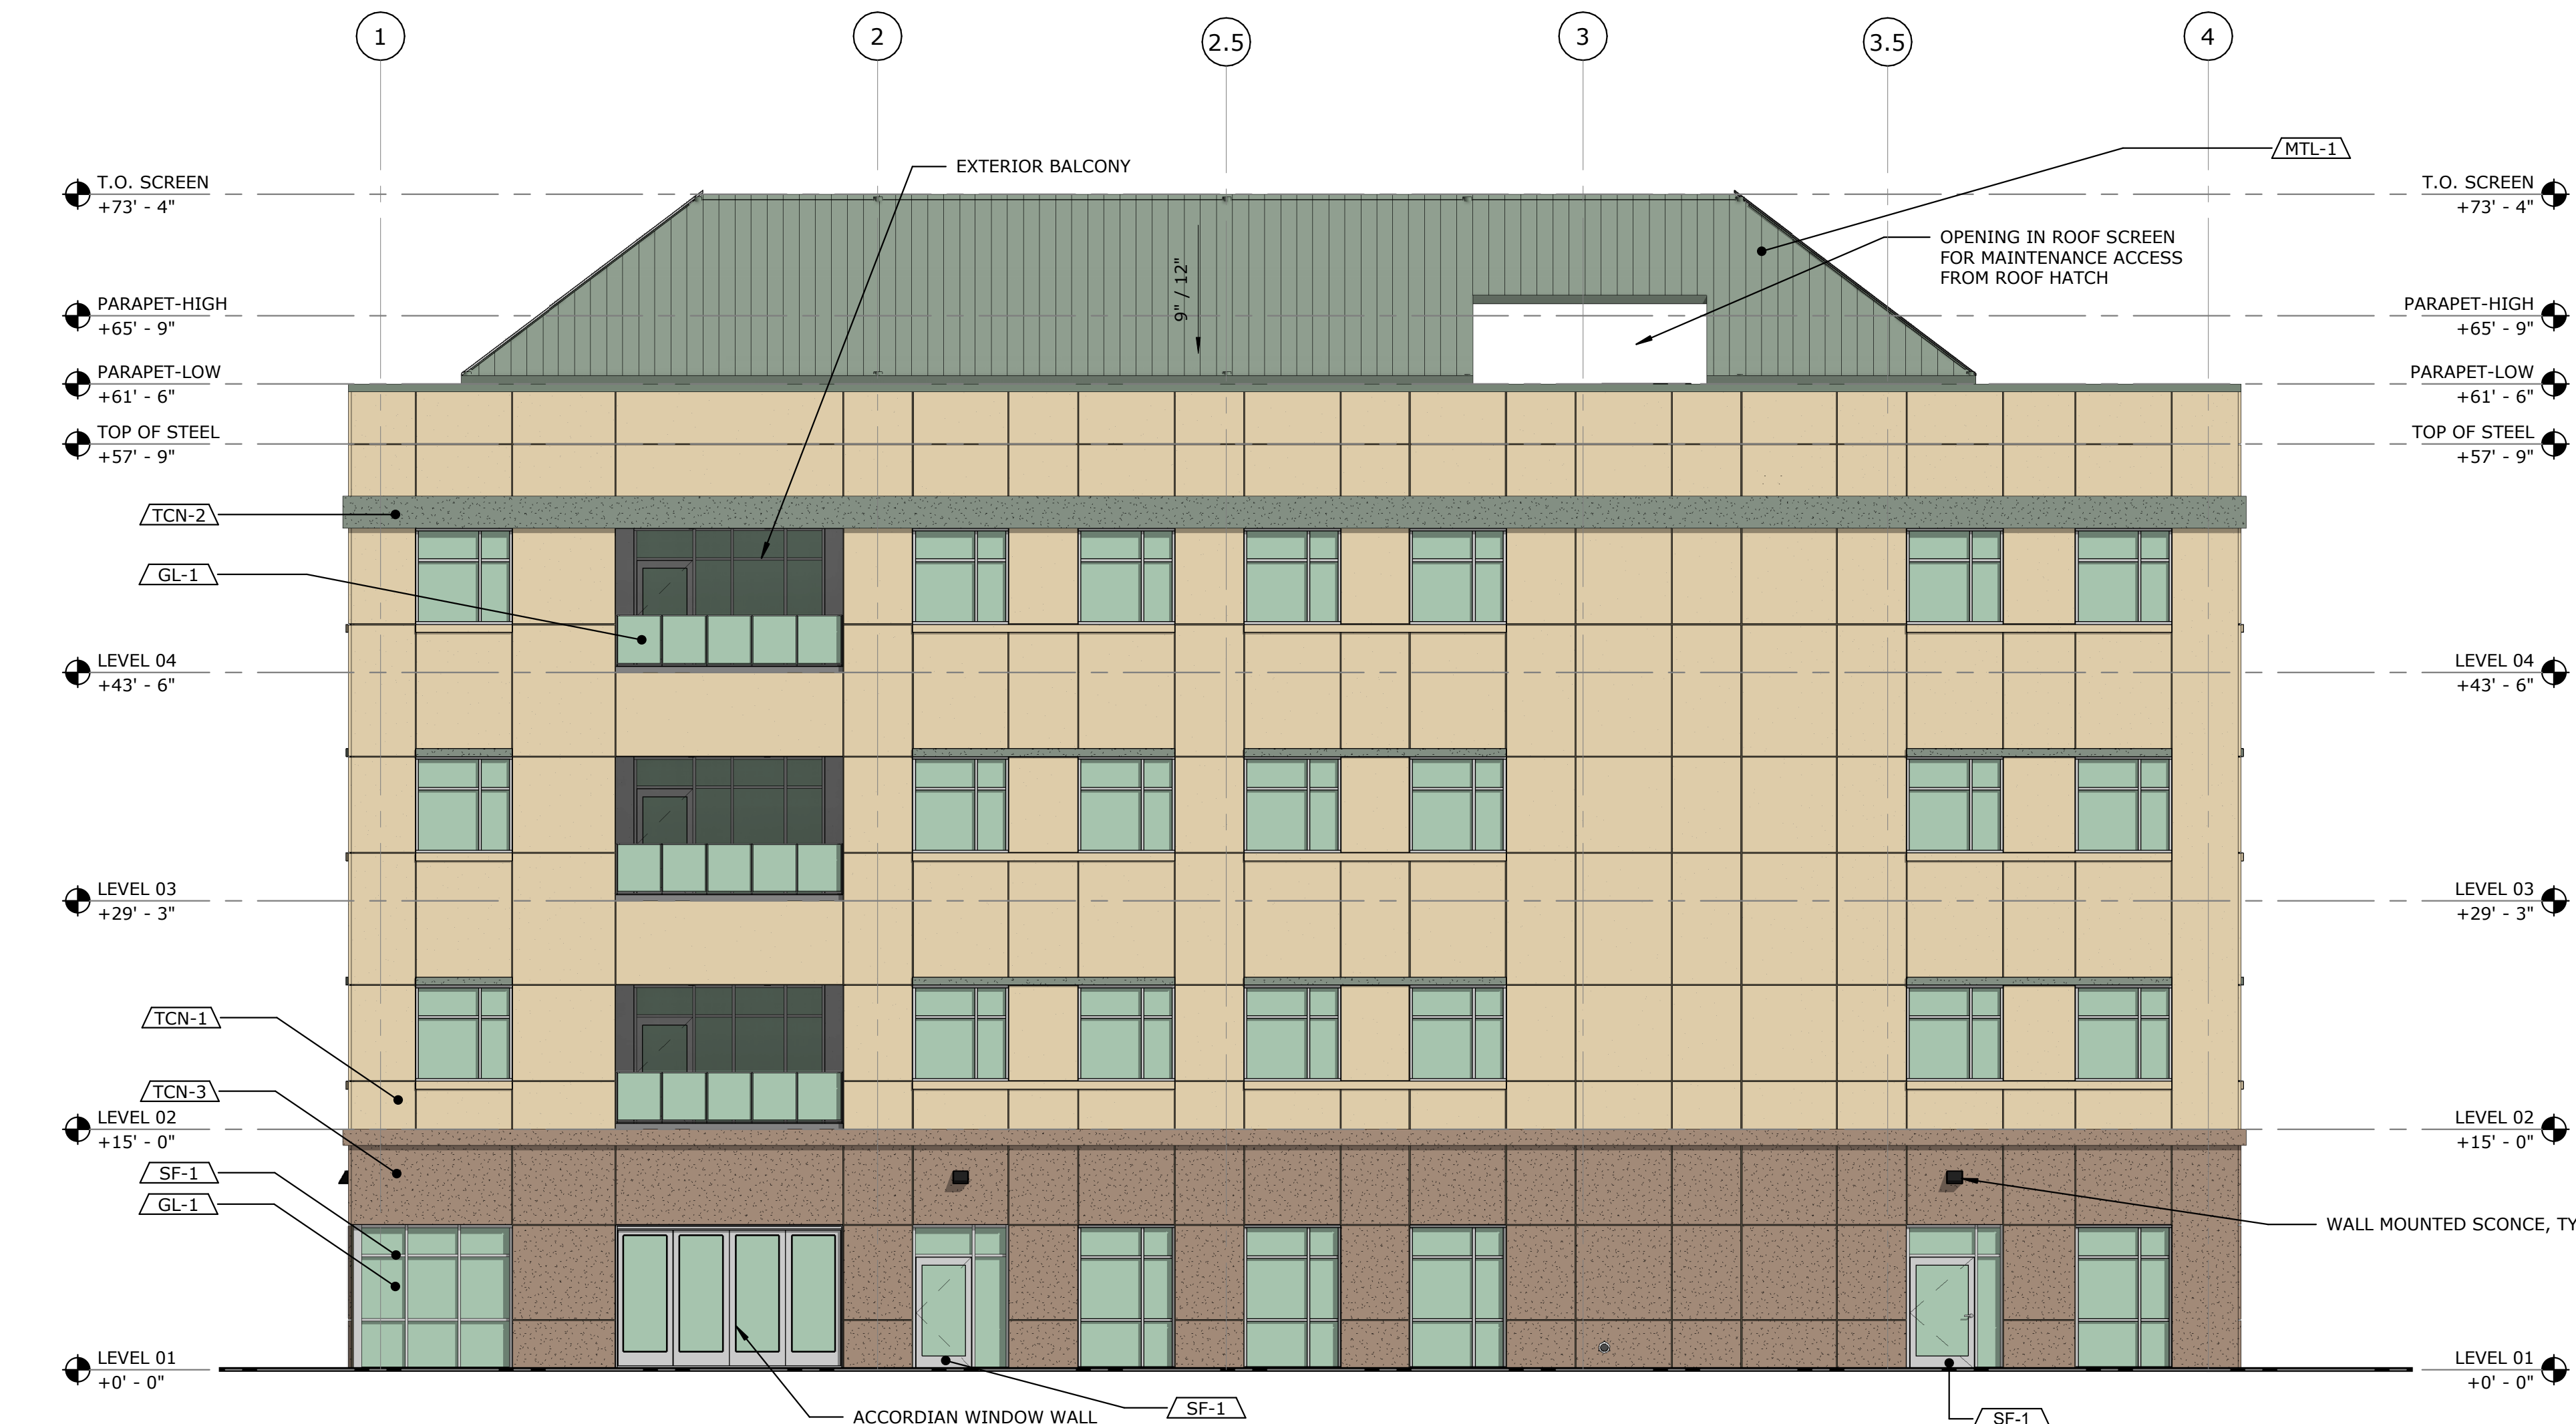 1
2
2.5
3
3.5
4
MTL-1
EXTERIOR BALCONY
T.O. SCREEN
+73' - 4"
T.O. SCREEN
+73' - 4"
OPENING IN ROOF SCREEN
FOR MAINTENANCE ACCESS
FROM ROOF HATCH
9" / 12"
PARAPET-HIGH
+65' - 9"
PARAPET-HIGH
+65' - 9"
PARAPET-LOW
+61' - 6"
PARAPET-LOW
+61' - 6"
TOP OF STEEL
+57' - 9"
TOP OF STEEL
+57' - 9"
TCN-2
GL-1
LEVEL 04
+43' - 6"
LEVEL 04
+43' - 6"
LEVEL 03
+29' - 3"
LEVEL 03
+29' - 3"
TCN-1
TCN-3
LEVEL 02
+15' - 0"
LEVEL 02
+15' - 0"
SF-1
GL-1
WALL MOUNTED SCONCE, TY
LEVEL 01
+0' - 0"
LEVEL 01
+0' - 0"
ACCORDIAN WINDOW WALL
SF-1
SF-1